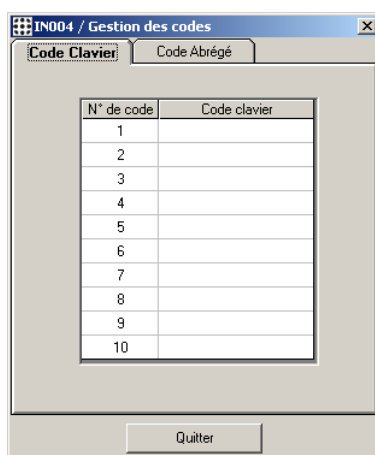 IN004 / Gestion des codes
Code Clavier Code Abrégé
N° de code Code clavier
1
2
3
4
5
6
7
8
9
10
Quitter